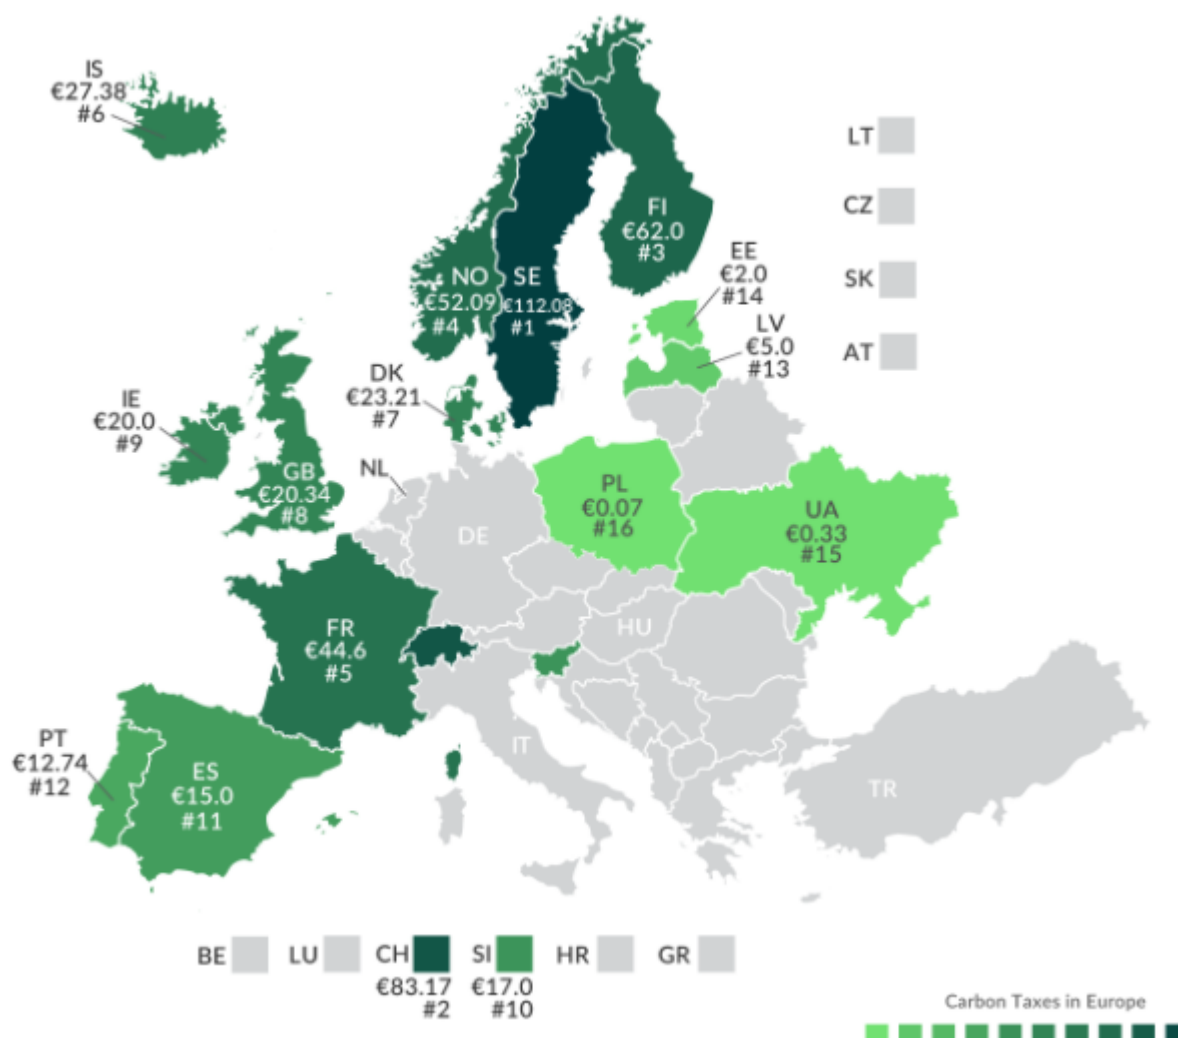 IS
€27.38
#6
LT
CZ
SK
AT
FI
€62.0
#3
NO
€52.09
#4
SE
€112.08
#1
EE
€2.0
#14
LV
€5.0
#13
DK
€23.21
#7
IE
€20.0
#9
GB
€20.34
#8
NL
DE
PL
€0.07
#16
UA
€0.33
#15
FR
€44.6
#5
HU
PT
€12.74
#12
ES
€15.0
#11
IT
TR
BE
LU
CH
€83.17
#2
SI
€17.0
#10
HR
GR
Carbon Taxes in Europe